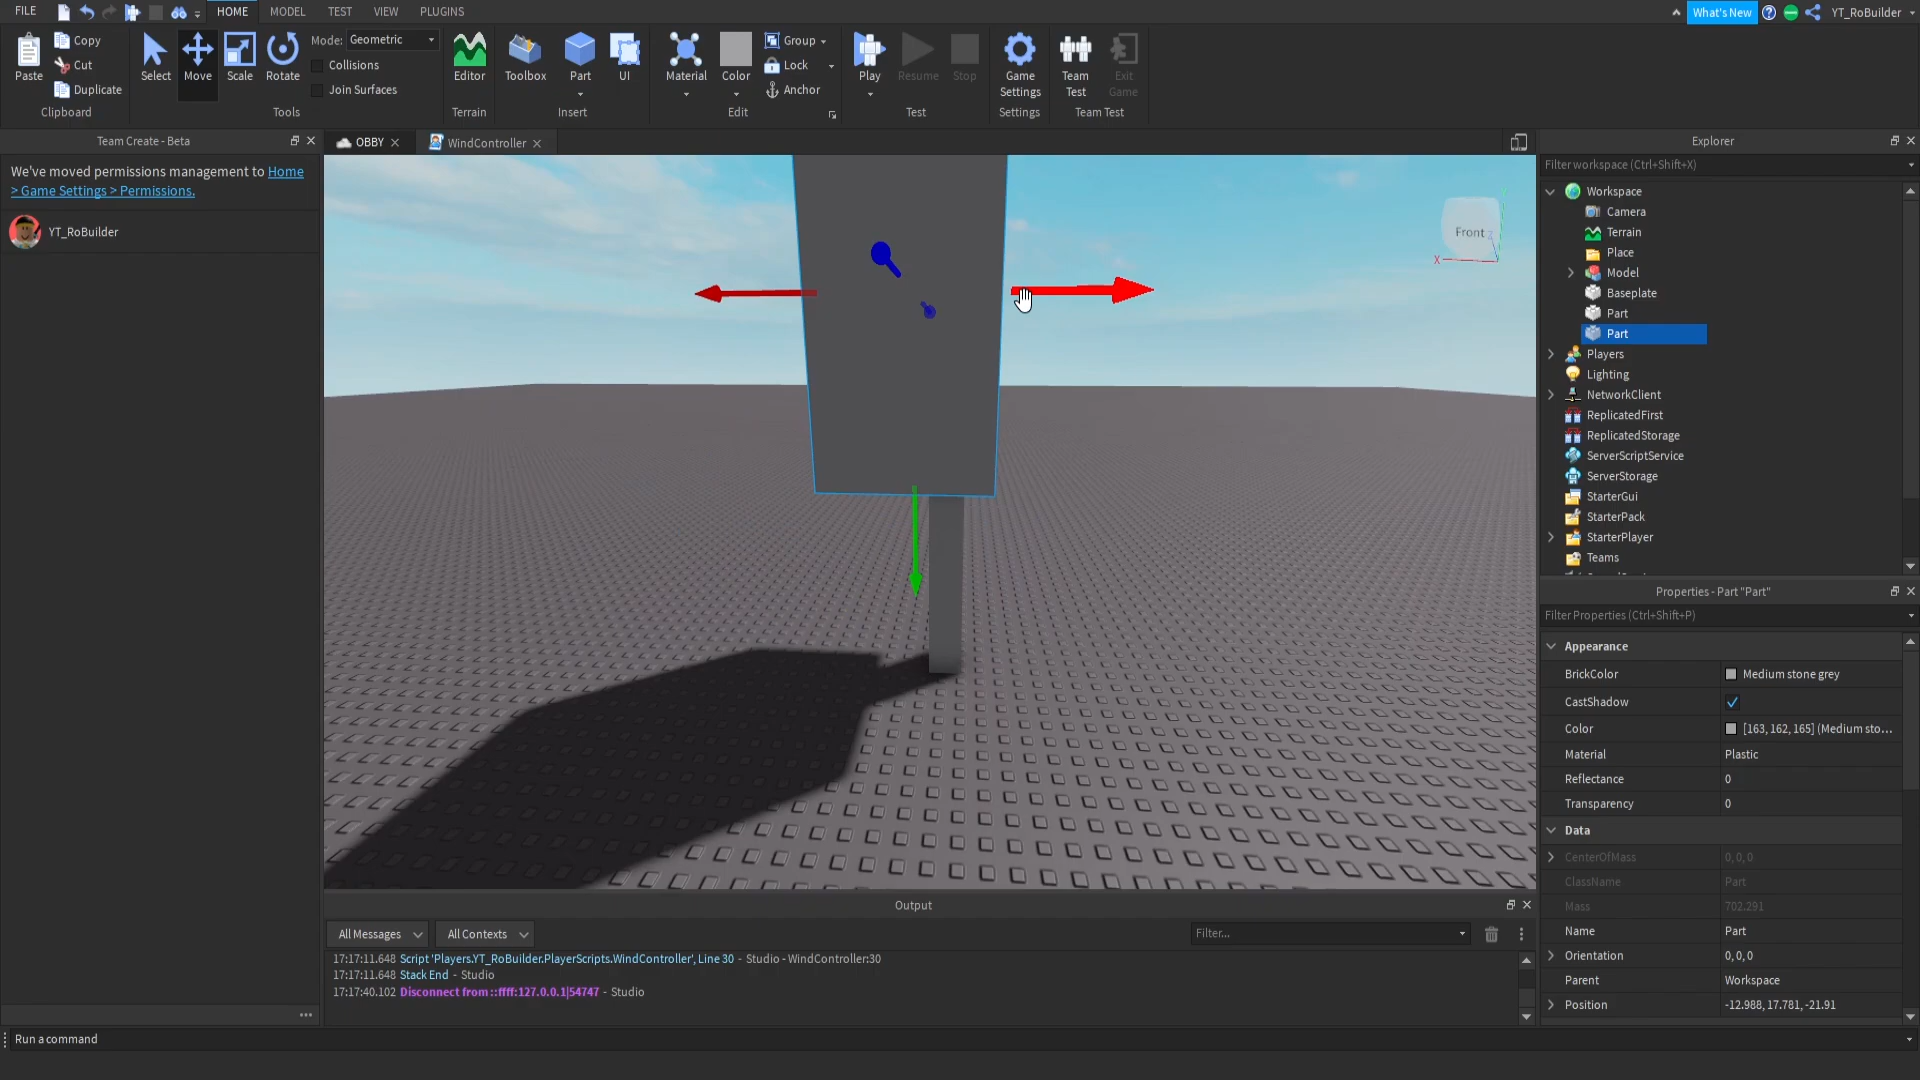 FILE
HOME
MODEL
TEST
VIEW
PLUGINS
What's New
YT_RoBuilder
Paste
Copy
Cut
Duplicate
Clipboard
Select
Move
Scale
Rotate
Mode: Geometric
Collisions
Join Surfaces
Tools
Editor
Terrain
Toolbox
Part
UI
Insert
Material
Color
Group
Lock
Anchor
Edit
Play
Resume
Stop
Test
Game
Settings
Settings
Team
Test
Exit
Game
Team Test
Team Create - Beta
We've moved permissions management to Home
> Game Settings > Permissions.
YT_RoBuilder
OBBY
WindController
Front
X
Z
Explorer
Filter workspace (Ctrl+Shift+X)
Workspace
Camera
Terrain
Place
Model
Baseplate
Part
Part
Players
Lighting
NetworkClient
ReplicatedFirst
ReplicatedStorage
ServerScriptService
ServerStorage
StarterGui
StarterPack
StarterPlayer
Teams
Properties - Part "Part"
Filter Properties (Ctrl+Shift+P)
Appearance
BrickColor Medium stone grey
CastShadow
Color [163, 162, 165] (Medium sto...
Material Plastic
Reflectance 0
Transparency 0
Data
CenterOfMass 0, 0, 0
ClassName Part
Mass 702.291
Name Part
Orientation 0, 0, 0
Parent Workspace
Position -12.988, 17.781, -21.91
Output
All Messages
All Contexts
Filter...
17:17:11.648 Script 'Players.YT_RoBuilder.PlayerScripts.WindController', Line 30 - Studio - WindController:30
17:17:11.648 Stack End - Studio
17:17:40.102 Disconnect from ::ffff:127.0.0.1|54747 - Studio
Run a command